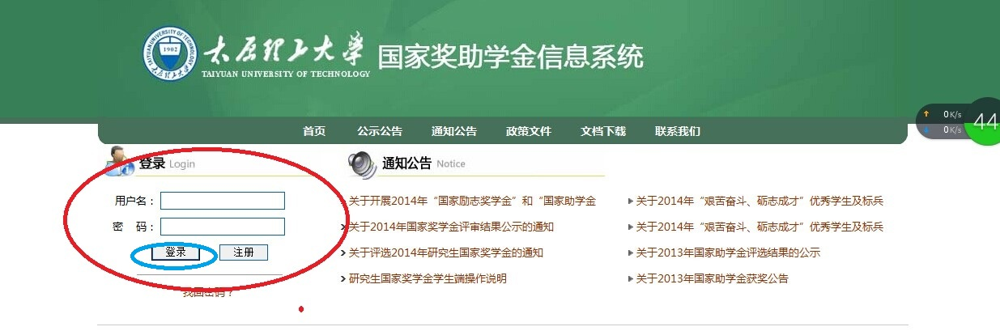 太原理工大学 国家奖助学金信息系统
TAIYUAN UNIVERSITY OF TECHNOLOGY
TAIYUAN UNIVERSITY OF TECHNOLOGY
1902
太原理工大学
首页 公示公告 通知公告 政策文件 文档下载 联系我们
0K/s
0K/s
44
登录 Login
用户名：
密 码：
登录 注册
找回密码？
通知公告 Notice
关于开展2014年“国家励志奖学金”和“国家助学金
关于2014年国家奖学金评审结果公示的通知
关于评选2014年研究生国家奖学金的通知
研究生国家奖学金学生端操作说明
关于2014年“艰苦奋斗、砺志成才”优秀学生及标兵
关于2014年“艰苦奋斗、砺志成才”优秀学生及标兵
关于2013年国家助学金评选结果的公示
关于2013年国家助学金获奖公告